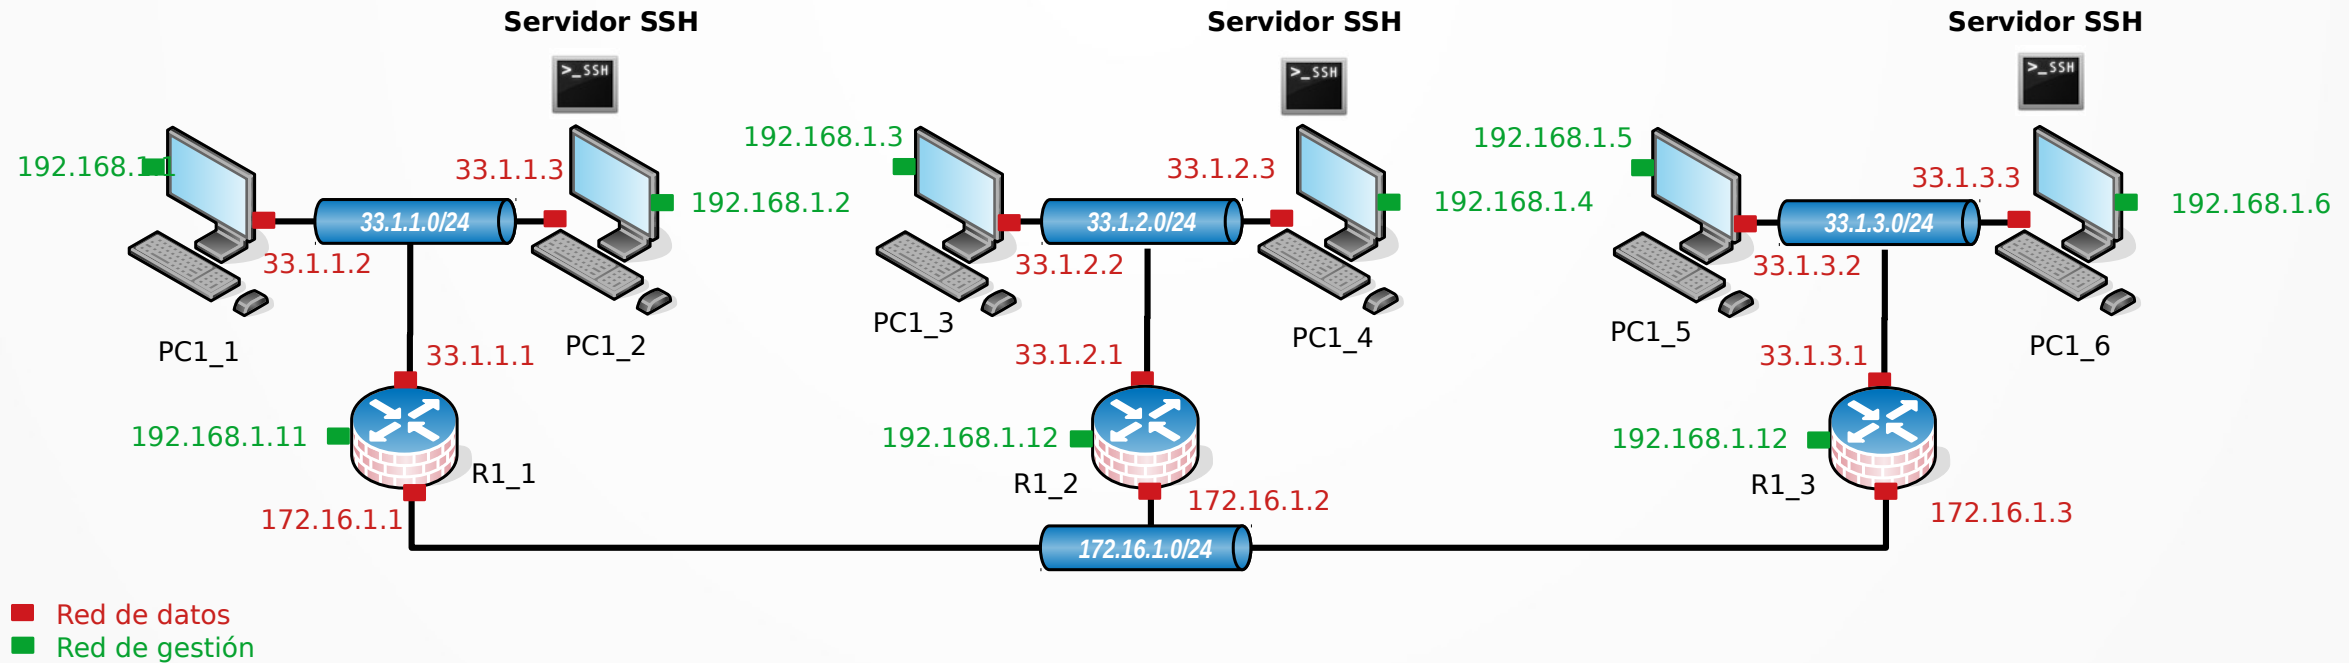 Servidor SSH
Servidor SSH
Servidor SSH
>_SSH
>_SSH
>_SSH
192.168.1.1
33.1.1.3
192.168.1.2
192.168.1.3
33.1.2.3
192.168.1.4
192.168.1.5
33.1.3.3
192.168.1.6
33.1.1.0/24
33.1.2.0/24
33.1.3.0/24
33.1.1.2
33.1.2.2
33.1.3.2
PC1_1
PC1_2
PC1_3
PC1_4
PC1_5
PC1_6
33.1.1.1
33.1.2.1
33.1.3.1
192.168.1.11
192.168.1.12
192.168.1.12
R1_1
R1_2
R1_3
172.16.1.1
172.16.1.2
172.16.1.3
172.16.1.0/24
Red de datos
Red de gestión